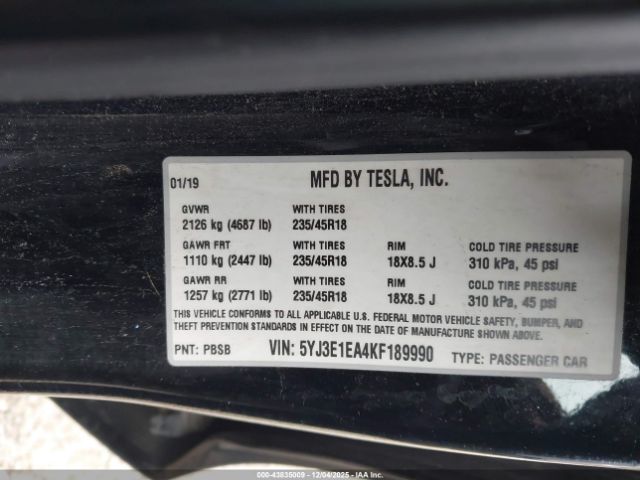 01/19 MFD BY TESLA, INC.
GVWR WITH TIRES
2126 kg (4687 lb) 235/45R18
GAWR FRT WITH TIRES RIM COLD TIRE PRESSURE
1110 kg (2447 lb) 235/45R18 18X8.5 J 310 kPa, 45 psi
GAWR RR WITH TIRES RIM COLD TIRE PRESSURE
1257 kg (2771 lb) 235/45R18 18X8.5 J 310 kPa, 45 psi
THIS VEHICLE CONFORMS TO ALL APPLICABLE U.S. FEDERAL MOTOR VEHICLE SAFETY, BUMPER, AND
THEFT PREVENTION STANDARDS IN EFFECT ON THE DATE OF MANUFACTURE SHOWN ABOVE.
PNT: PBSB VIN: 5YJ3E1EA4KF189990 TYPE: PASSENGER CAR
000-43835009 - 12/04/2025 - IAAI.COM